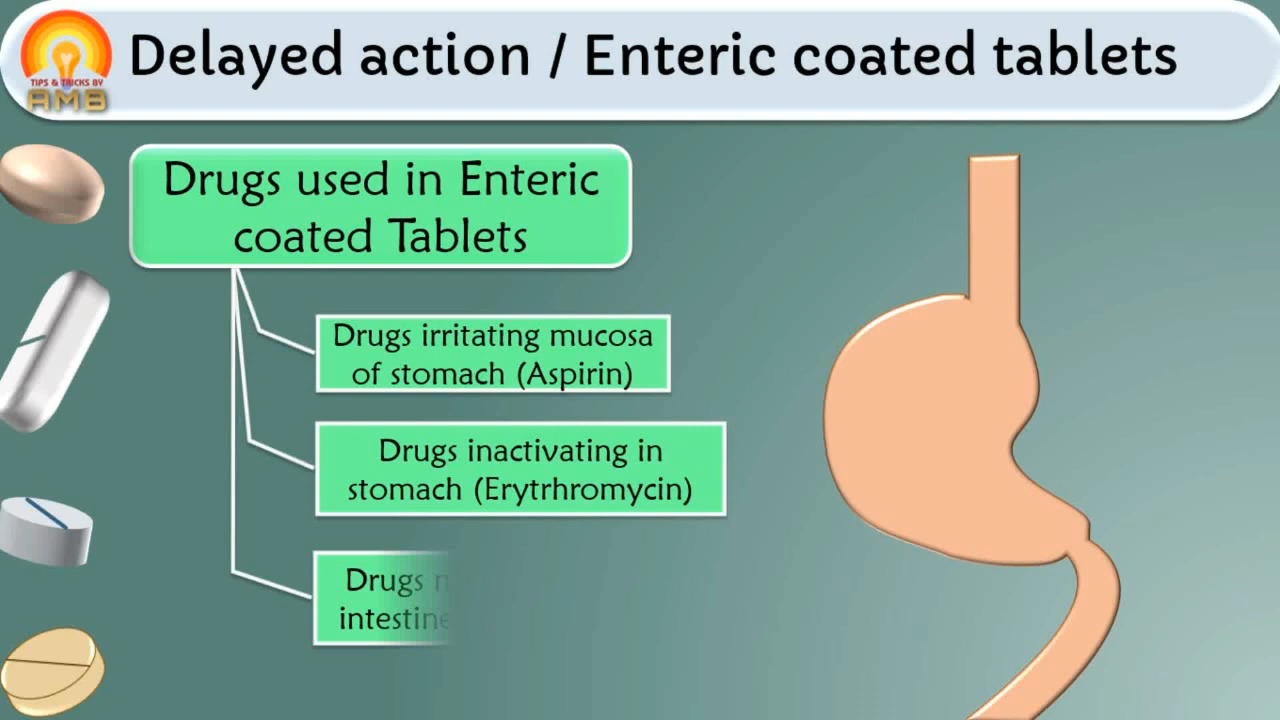 Delayed action / Enteric coated tablets
TIPS & TRICKS BY
AMB
Drugs used in Enteric
coated Tablets
Drugs irritating mucosa
of stomach (Aspirin)
Drugs inactivating in
stomach (Erytrhromycin)
Drugs
intestine